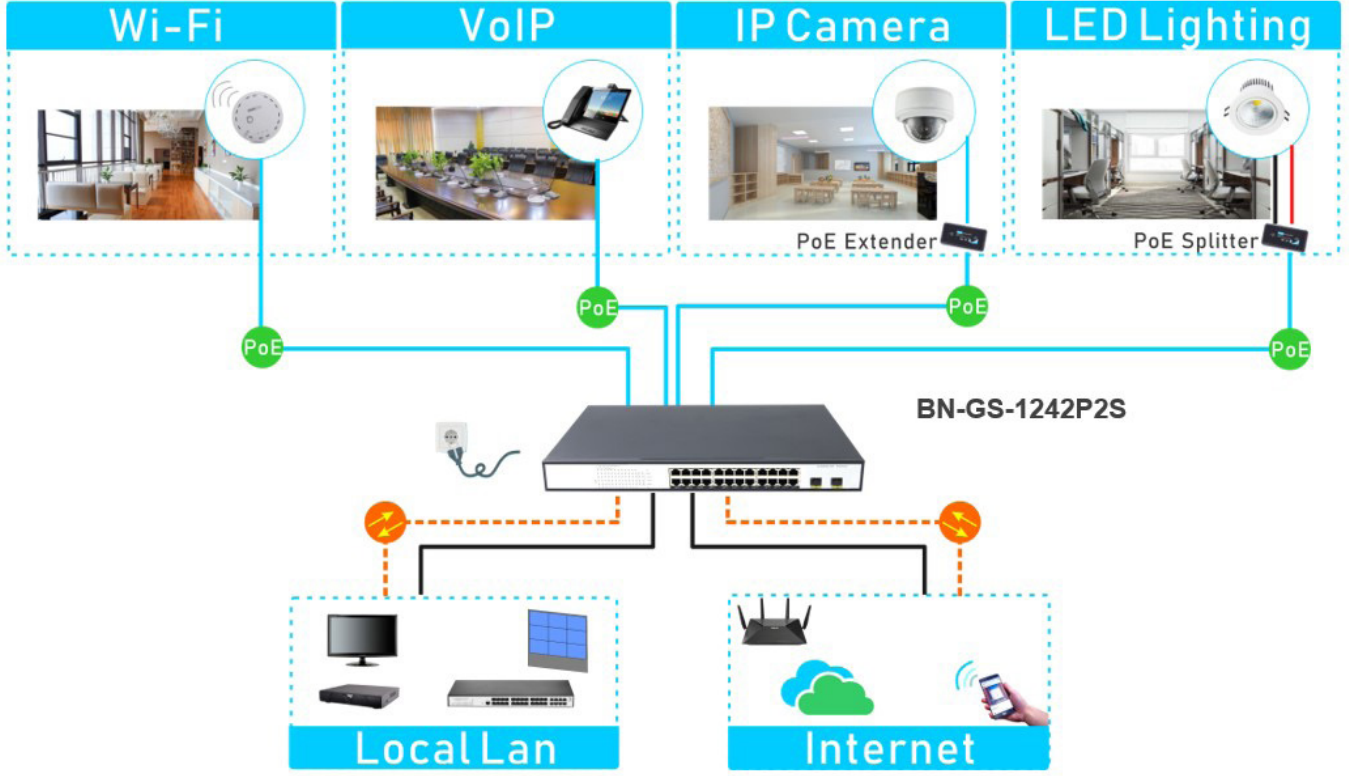 Wi-Fi
VoIP
IP Camera
LED Lighting
PoE Extender
PoE Splitter
PoE
PoE
PoE
PoE
BN-GS-1242P2S
Local Lan
Internet